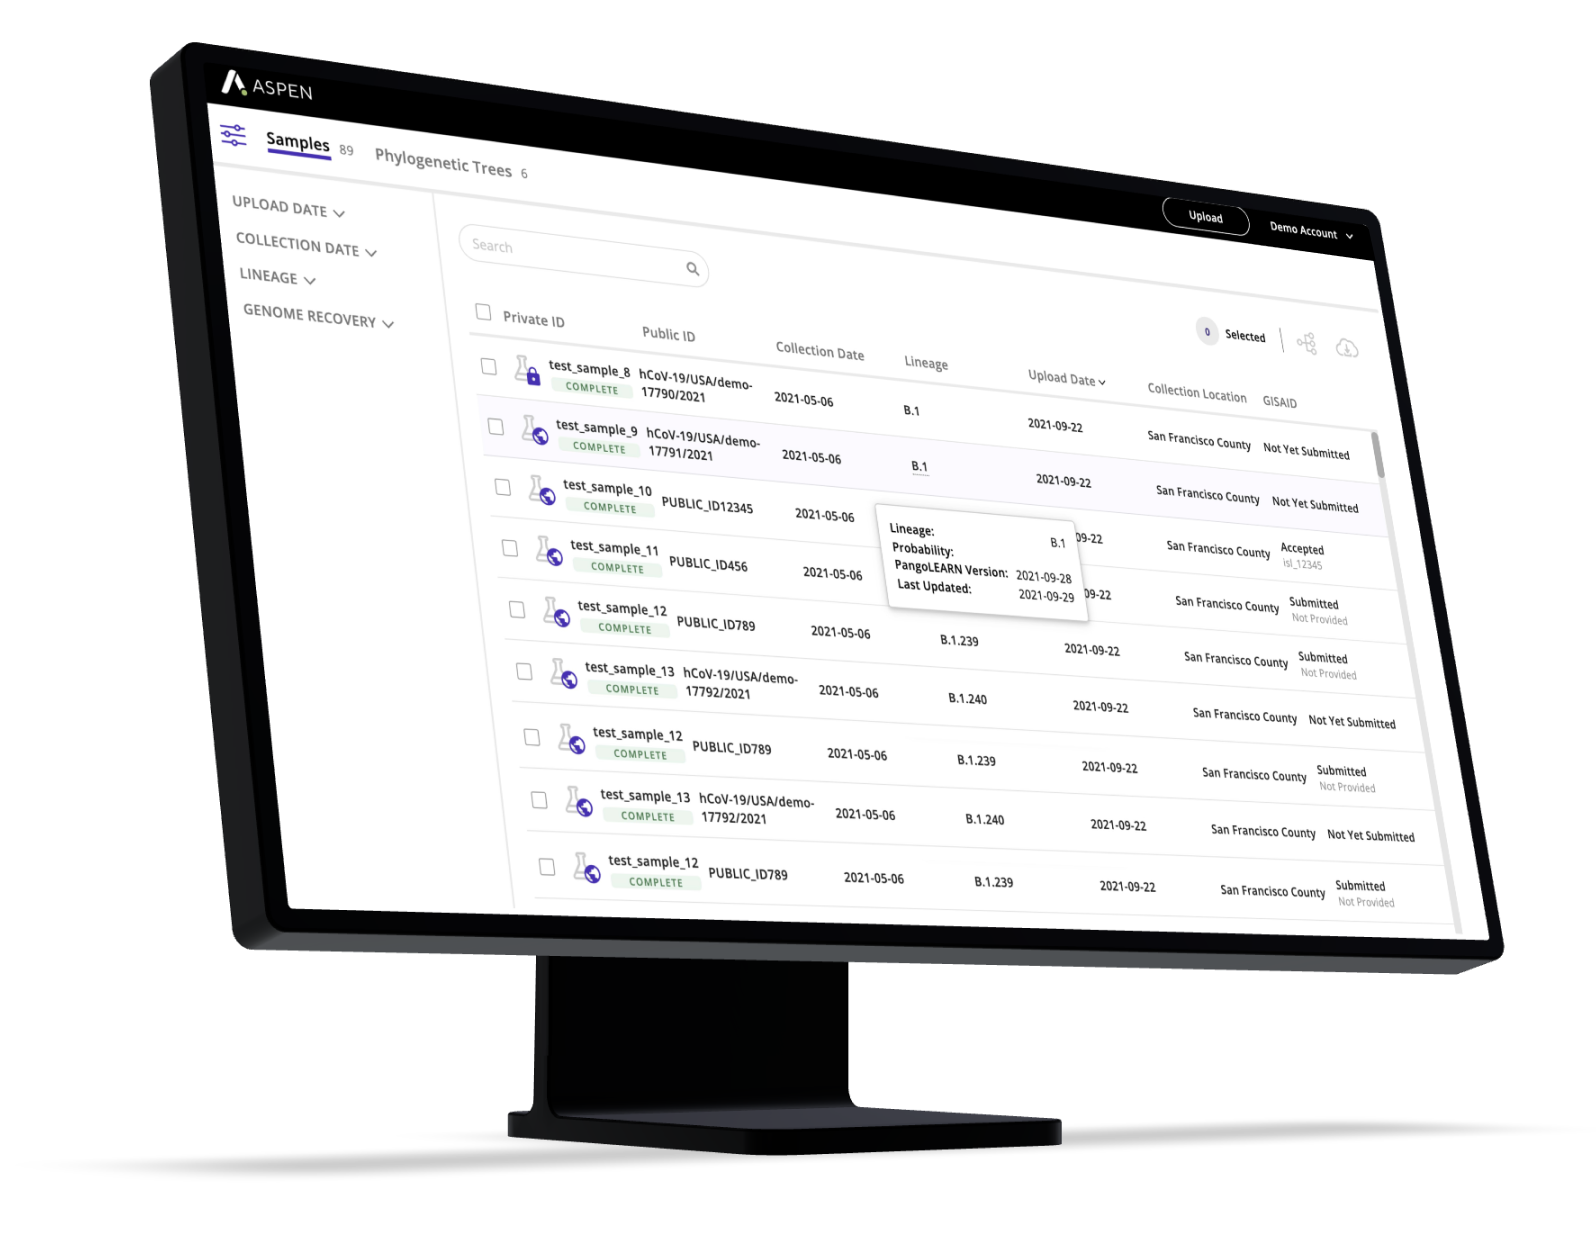 ASPEN
Upload
Demo Account
Samples 89 Phylogenetic Trees 6
UPLOAD DATE
COLLECTION DATE
LINEAGE
GENOME RECOVERY
Search
0 Selected
Private ID Public ID Collection Date Lineage Upload Date Collection Location GISAID
test_sample_8 hCoV-19/USA/demo-
17790/2021 2021-05-06 B.1 2021-09-22 San Francisco County Not Yet Submitted
COMPLETE
test_sample_9 hCoV-19/USA/demo-
17791/2021 2021-05-06 B.1 2021-09-22 San Francisco County Not Yet Submitted
COMPLETE
test_sample_10 PUBLIC_ID12345 2021-05-06 09-22 San Francisco County Accepted
COMPLETE isl_12345
test_sample_11 PUBLIC_ID456 2021-05-06 09-22 San Francisco County Submitted
COMPLETE Not Provided
Lineage: B.1
Probability:
PangoLEARN Version: 2021-09-28
Last Updated: 2021-09-29
test_sample_12 PUBLIC_ID789 2021-05-06 B.1.239 2021-09-22 San Francisco County Submitted
COMPLETE Not Provided
test_sample_13 hCoV-19/USA/demo-
17792/2021 2021-05-06 B.1.240 2021-09-22 San Francisco County Not Yet Submitted
COMPLETE
test_sample_12 PUBLIC_ID789 2021-05-06 B.1.239 2021-09-22 San Francisco County Submitted
COMPLETE Not Provided
test_sample_13 hCoV-19/USA/demo-
17792/2021 2021-05-06 B.1.240 2021-09-22 San Francisco County Not Yet Submitted
COMPLETE
test_sample_12 PUBLIC_ID789 2021-05-06 B.1.239 2021-09-22 San Francisco County Submitted
COMPLETE Not Provided